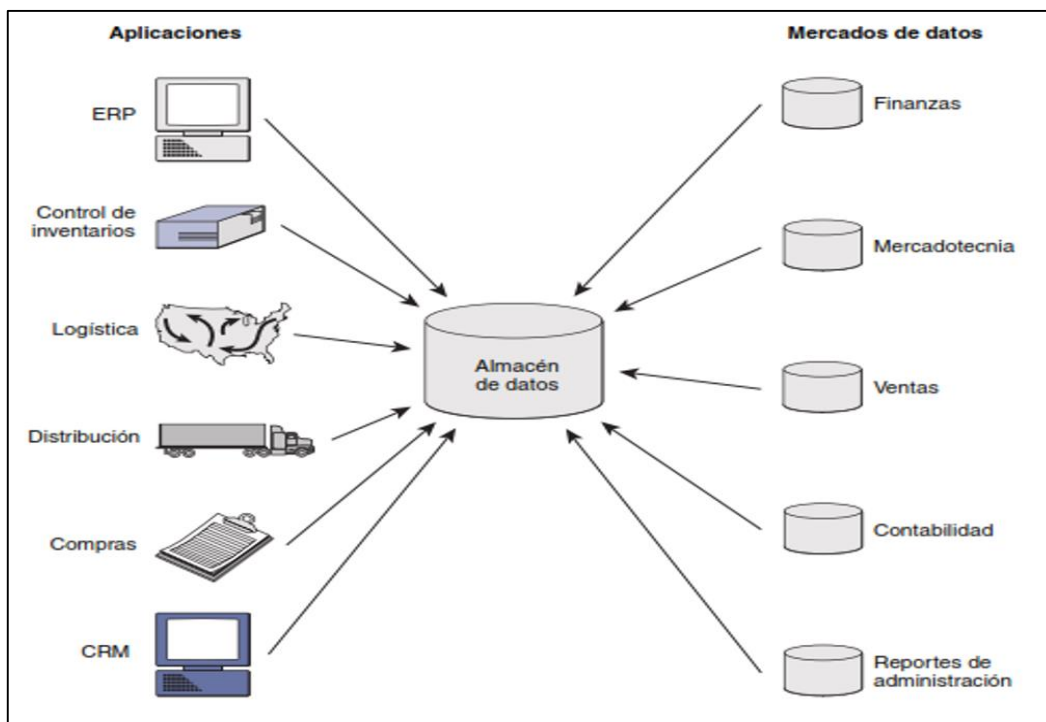 Aplicaciones
ERP
Control de
inventarios
Logística
Distribución
Compras
CRM
Almacén
de datos
Mercados de datos
Finanzas
Mercadotecnia
Ventas
Contabilidad
Reportes de
administración